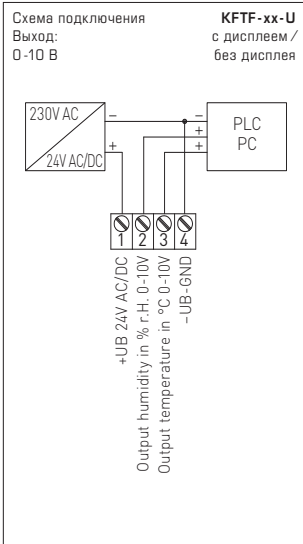 Схема подключения KFTF-xx-U
Выход: с дисплеем /
0 -10 В без дисплея
230V AC
24V AC/DC
–
+
–
+
+
PLC
PC
1 2 3 4
+UB 24V AC/DC
Output humidity in % r.H. 0-10V
Output temperature in °C 0-10V
–UB-GND